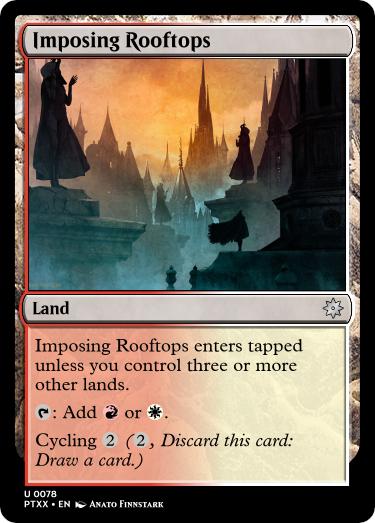 Imposing Rooftops
Land
Imposing Rooftops enters tapped
unless you control three or more
other lands.
: Add or .
Cycling 2 (2, Discard this card:
Draw a card.)
U 0078
PTXX • EN Anato Finnstark